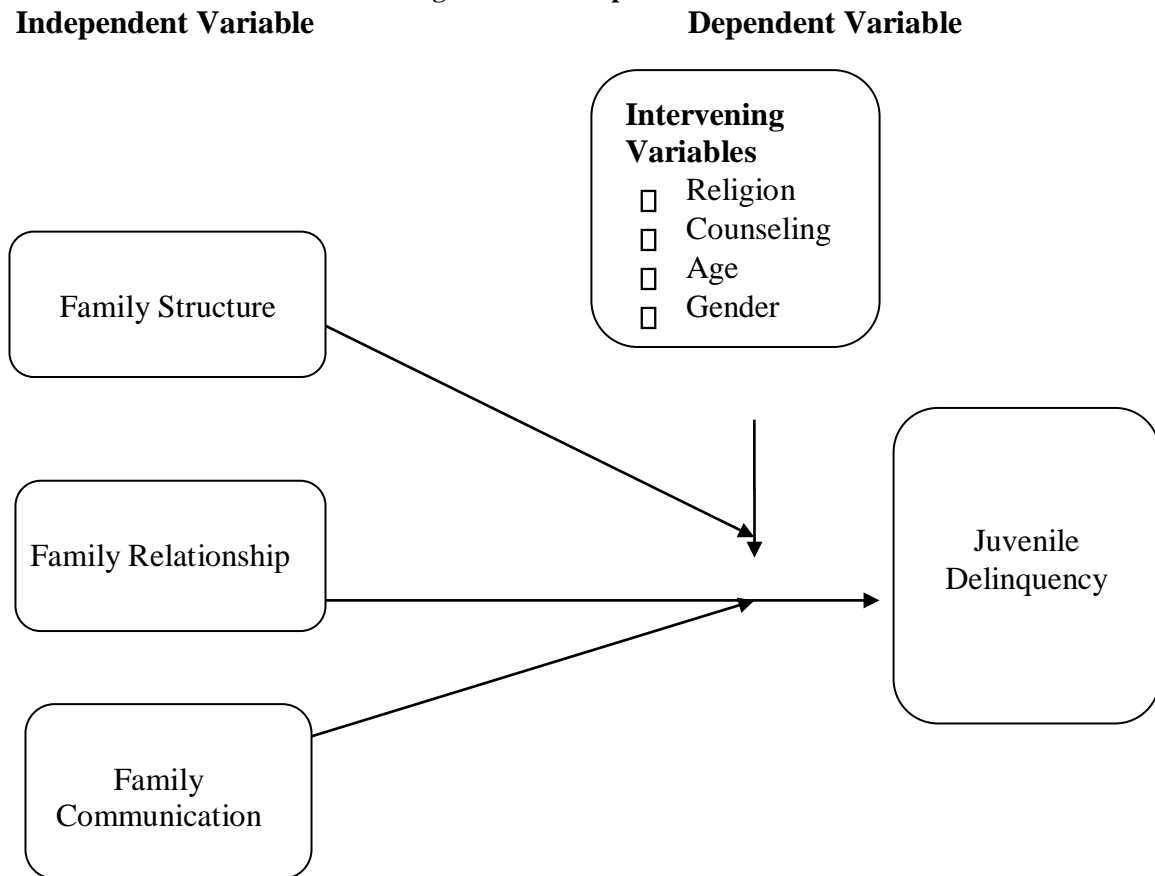 Independent Variable
Dependent Variable
Intervening
Variables
Religion
Counseling
Age
Gender
Family Structure
Family Relationship
Juvenile
Delinquency
Family
Communication